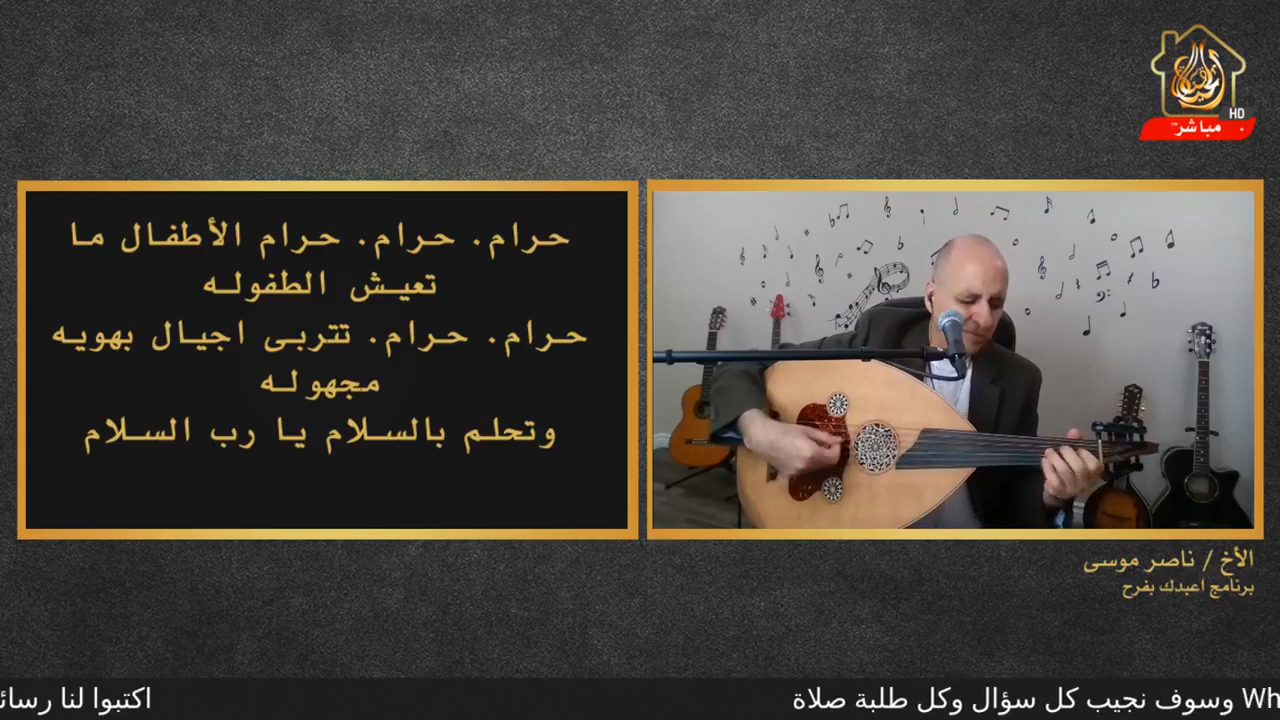 HD
مباشر
حرام. حرام. حرام الأطفال ما
تعيش الطفوله
حرام. حرام. تتربى اجيال بهويه
مجهوله
وتحلم بالسلام يا رب السلام
الأخ / ناصر موسى
برنامج اعبدك بفرح
Wh وسوف نجيب كل سؤال وكل طلبة صلاة
اكتبوا لنا رسائ